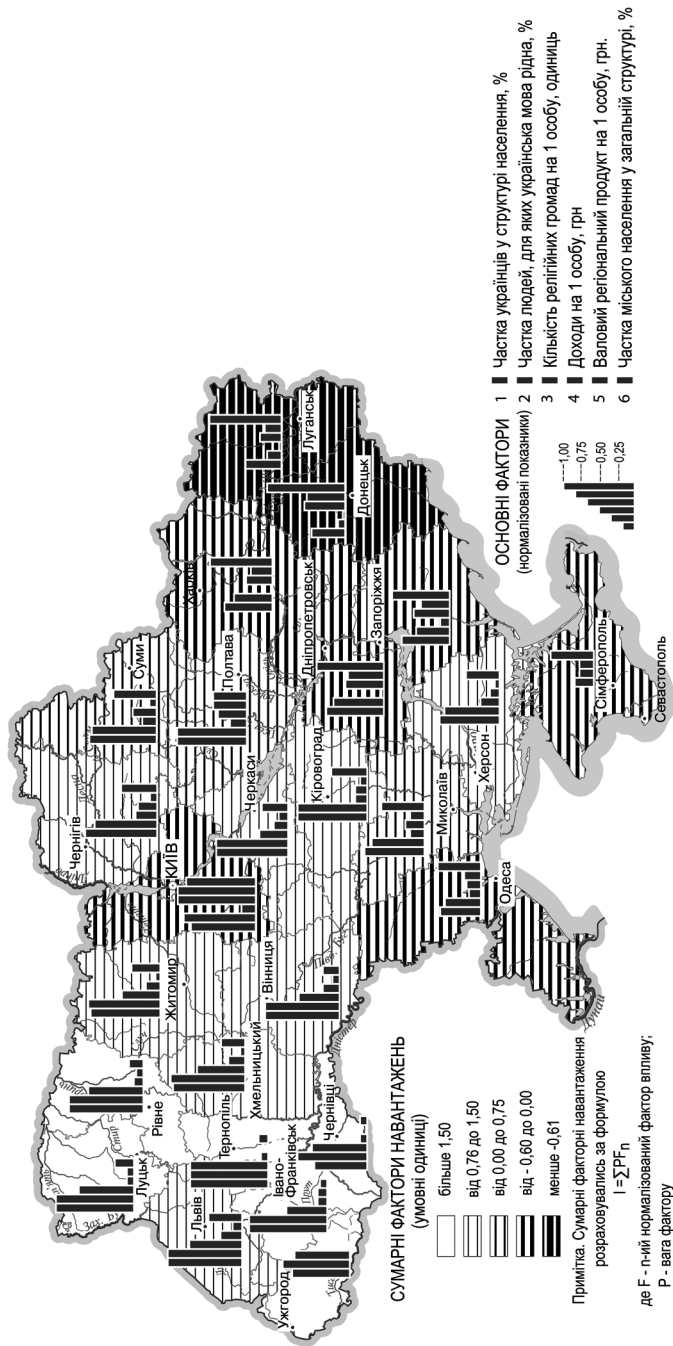 Чернігів
Суми
КИЇВ
Житомир
Рівне
Луцьк
Львів
Тернопіль
Хмельницький
Вінниця
Івано-
Франківськ
Ужгород
Чернівці
Черкаси
Полтава
Харків
Луганськ
Донецьк
Дніпропетровськ
Запоріжжя
Кіровоград
Миколаїв
Херсон
Одеса
Сімферополь
Севастополь
Десна
Дністер
Стир
Прут
СУМАРНІ ФАКТОРИ НАВАНТАЖЕНЬ
(умовні одиниці)
більше 1,50
від 0,76 до 1,50
від 0,00 до 0,75
від - 0,60 до 0,00
менше -0,61
Примітка. Сумарні факторні навантаження
розраховувались за формулою
I =∑PFn
де F - n-ий нормалізований фактор впливу;
P - вага фактору
ОСНОВНІ ФАКТОРИ
(нормалізовані показники)
1,00
0,75
0,50
0,25
1 Частка українців у структурі населення, %
2 Частка людей, для яких українська мова рідна, %
3 Кількість релігійних громад на 1 особу, одиниць
4 Доходи на 1 особу, грн
5 Валовий регіональний продукт на 1 особу, грн.
6 Частка міського населення у загальній структурі, %